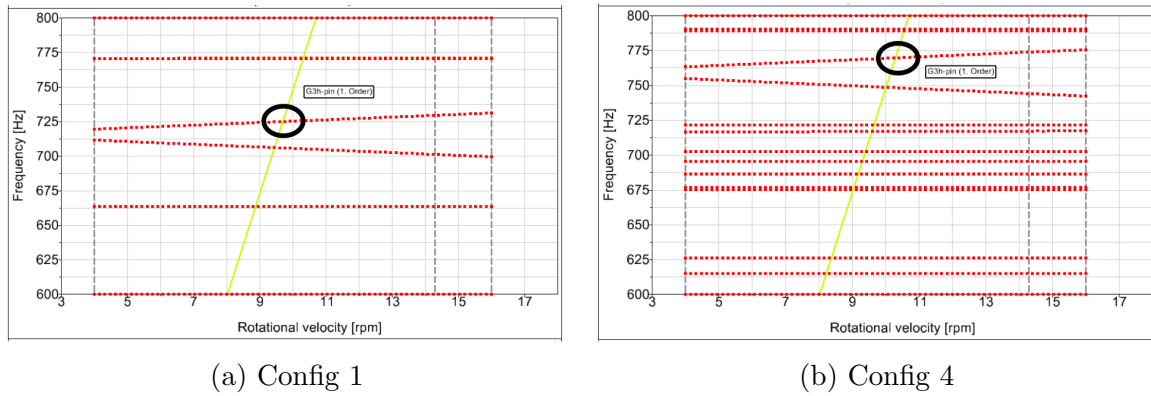 800
775
750
725
700
675
650
625
600
Frequency [Hz]
G3h-pin (1. Order)
3 5 7 9 11 13 15 17
Rotational velocity [rpm]
(a) Config 1
800
775
750
725
700
675
650
625
600
Frequency [Hz]
G3h-pin (1. Order)
3 5 7 9 11 13 15 17
Rotational velocity [rpm]
(b) Config 4